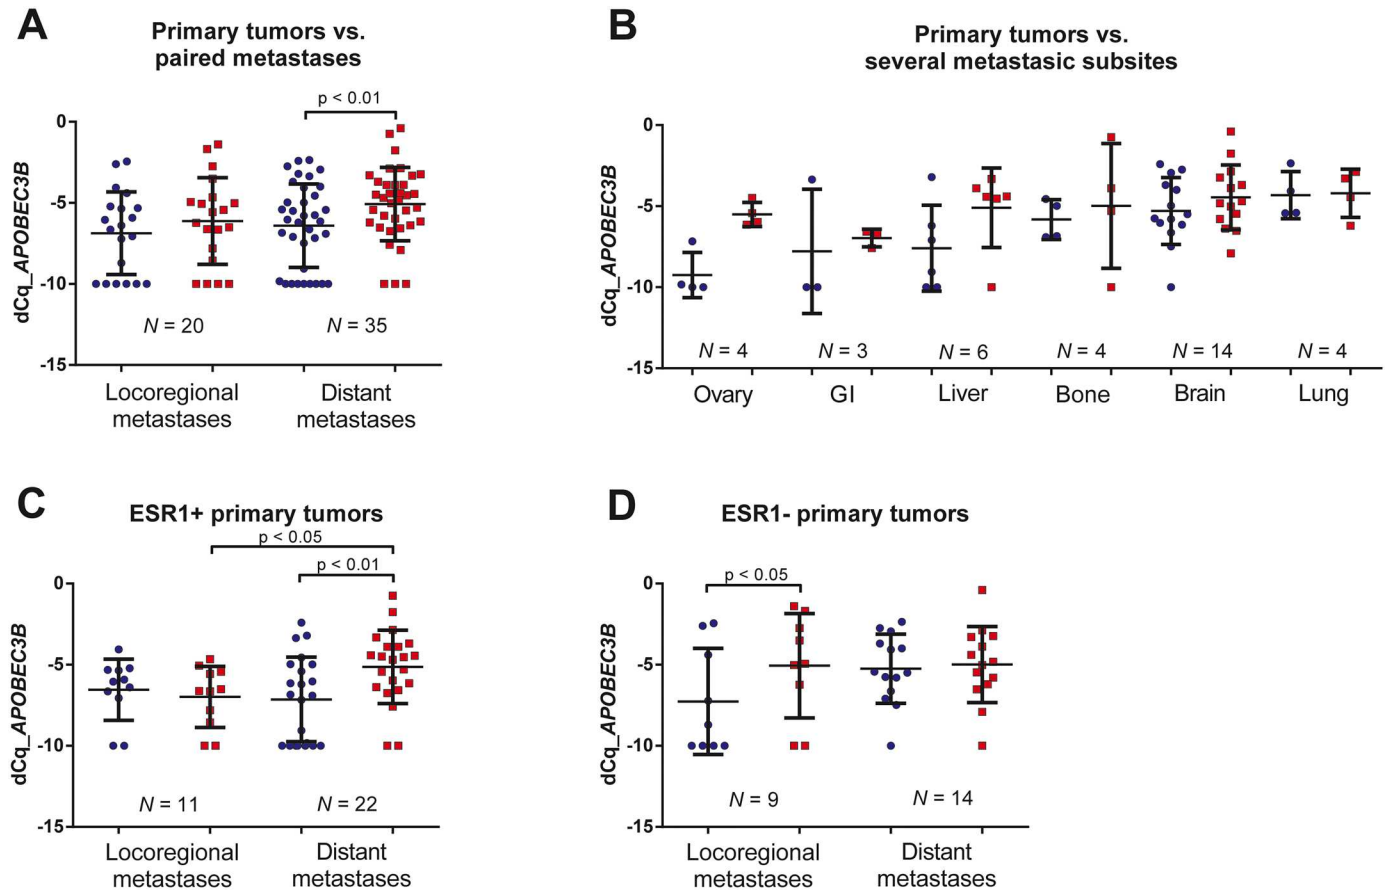 A
Primary tumors vs.
paired metastases
p < 0.01
0
-5
-10
-15
dCq_APOBEC3B
N = 20
N = 35
Locoregional
metastases
Distant
metastases
B
Primary tumors vs.
several metastasic subsites
0
-5
-10
-15
dCq_APOBEC3B
N = 4
N = 3
N = 6
N = 4
N = 14
N = 4
Ovary
GI
Liver
Bone
Brain
Lung
C
ESR1+ primary tumors
p < 0.05
p < 0.01
0
-5
-10
-15
dCq_APOBEC3B
N = 11
N = 22
Locoregional
metastases
Distant
metastases
D
ESR1- primary tumors
p < 0.05
0
-5
-10
-15
dCq_APOBEC3B
N = 9
N = 14
Locoregional
metastases
Distant
metastases